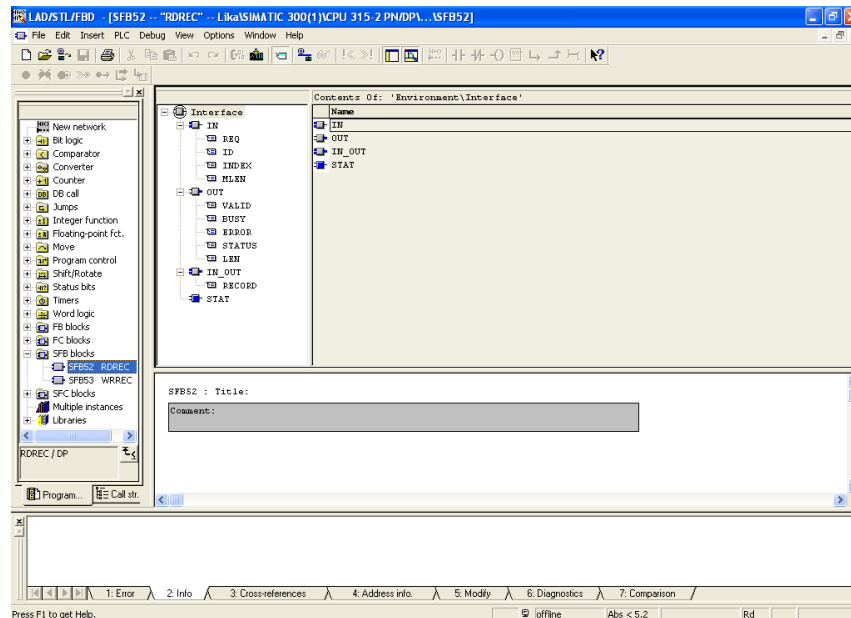 LAD/STL/FBD - [SFB52 -- "RDREC" -- Lika\SIMATIC 300(1)\CPU 315-2 PN/DP\...\SFB52]
File Edit Insert PLC Debug View Options Window Help
New network
Bit logic
Comparator
Converter
Counter
DB call
Jumps
Integer function
Floating-point fct.
Move
Program control
Shift/Rotate
Status bits
Timers
Word logic
FB blocks
FC blocks
SFB blocks
SFB52 RDREC
SFB53 WRREC
SFC blocks
Multiple instances
Libraries
RDREC / DP
Program...
Call str.
Interface
IN
REQ
ID
INDEX
MLEN
OUT
VALID
BUSY
ERROR
STATUS
LEN
IN_OUT
RECORD
STAT
Contents Of: 'Environment\Interface'
Name
IN
OUT
IN_OUT
STAT
SFB52 : Title:
Comment:
1: Error 2: Info 3: Cross-references 4: Address info. 5: Modify 6: Diagnostics 7: Comparison
Press F1 to get Help. offline Abs < 5.2 Rd